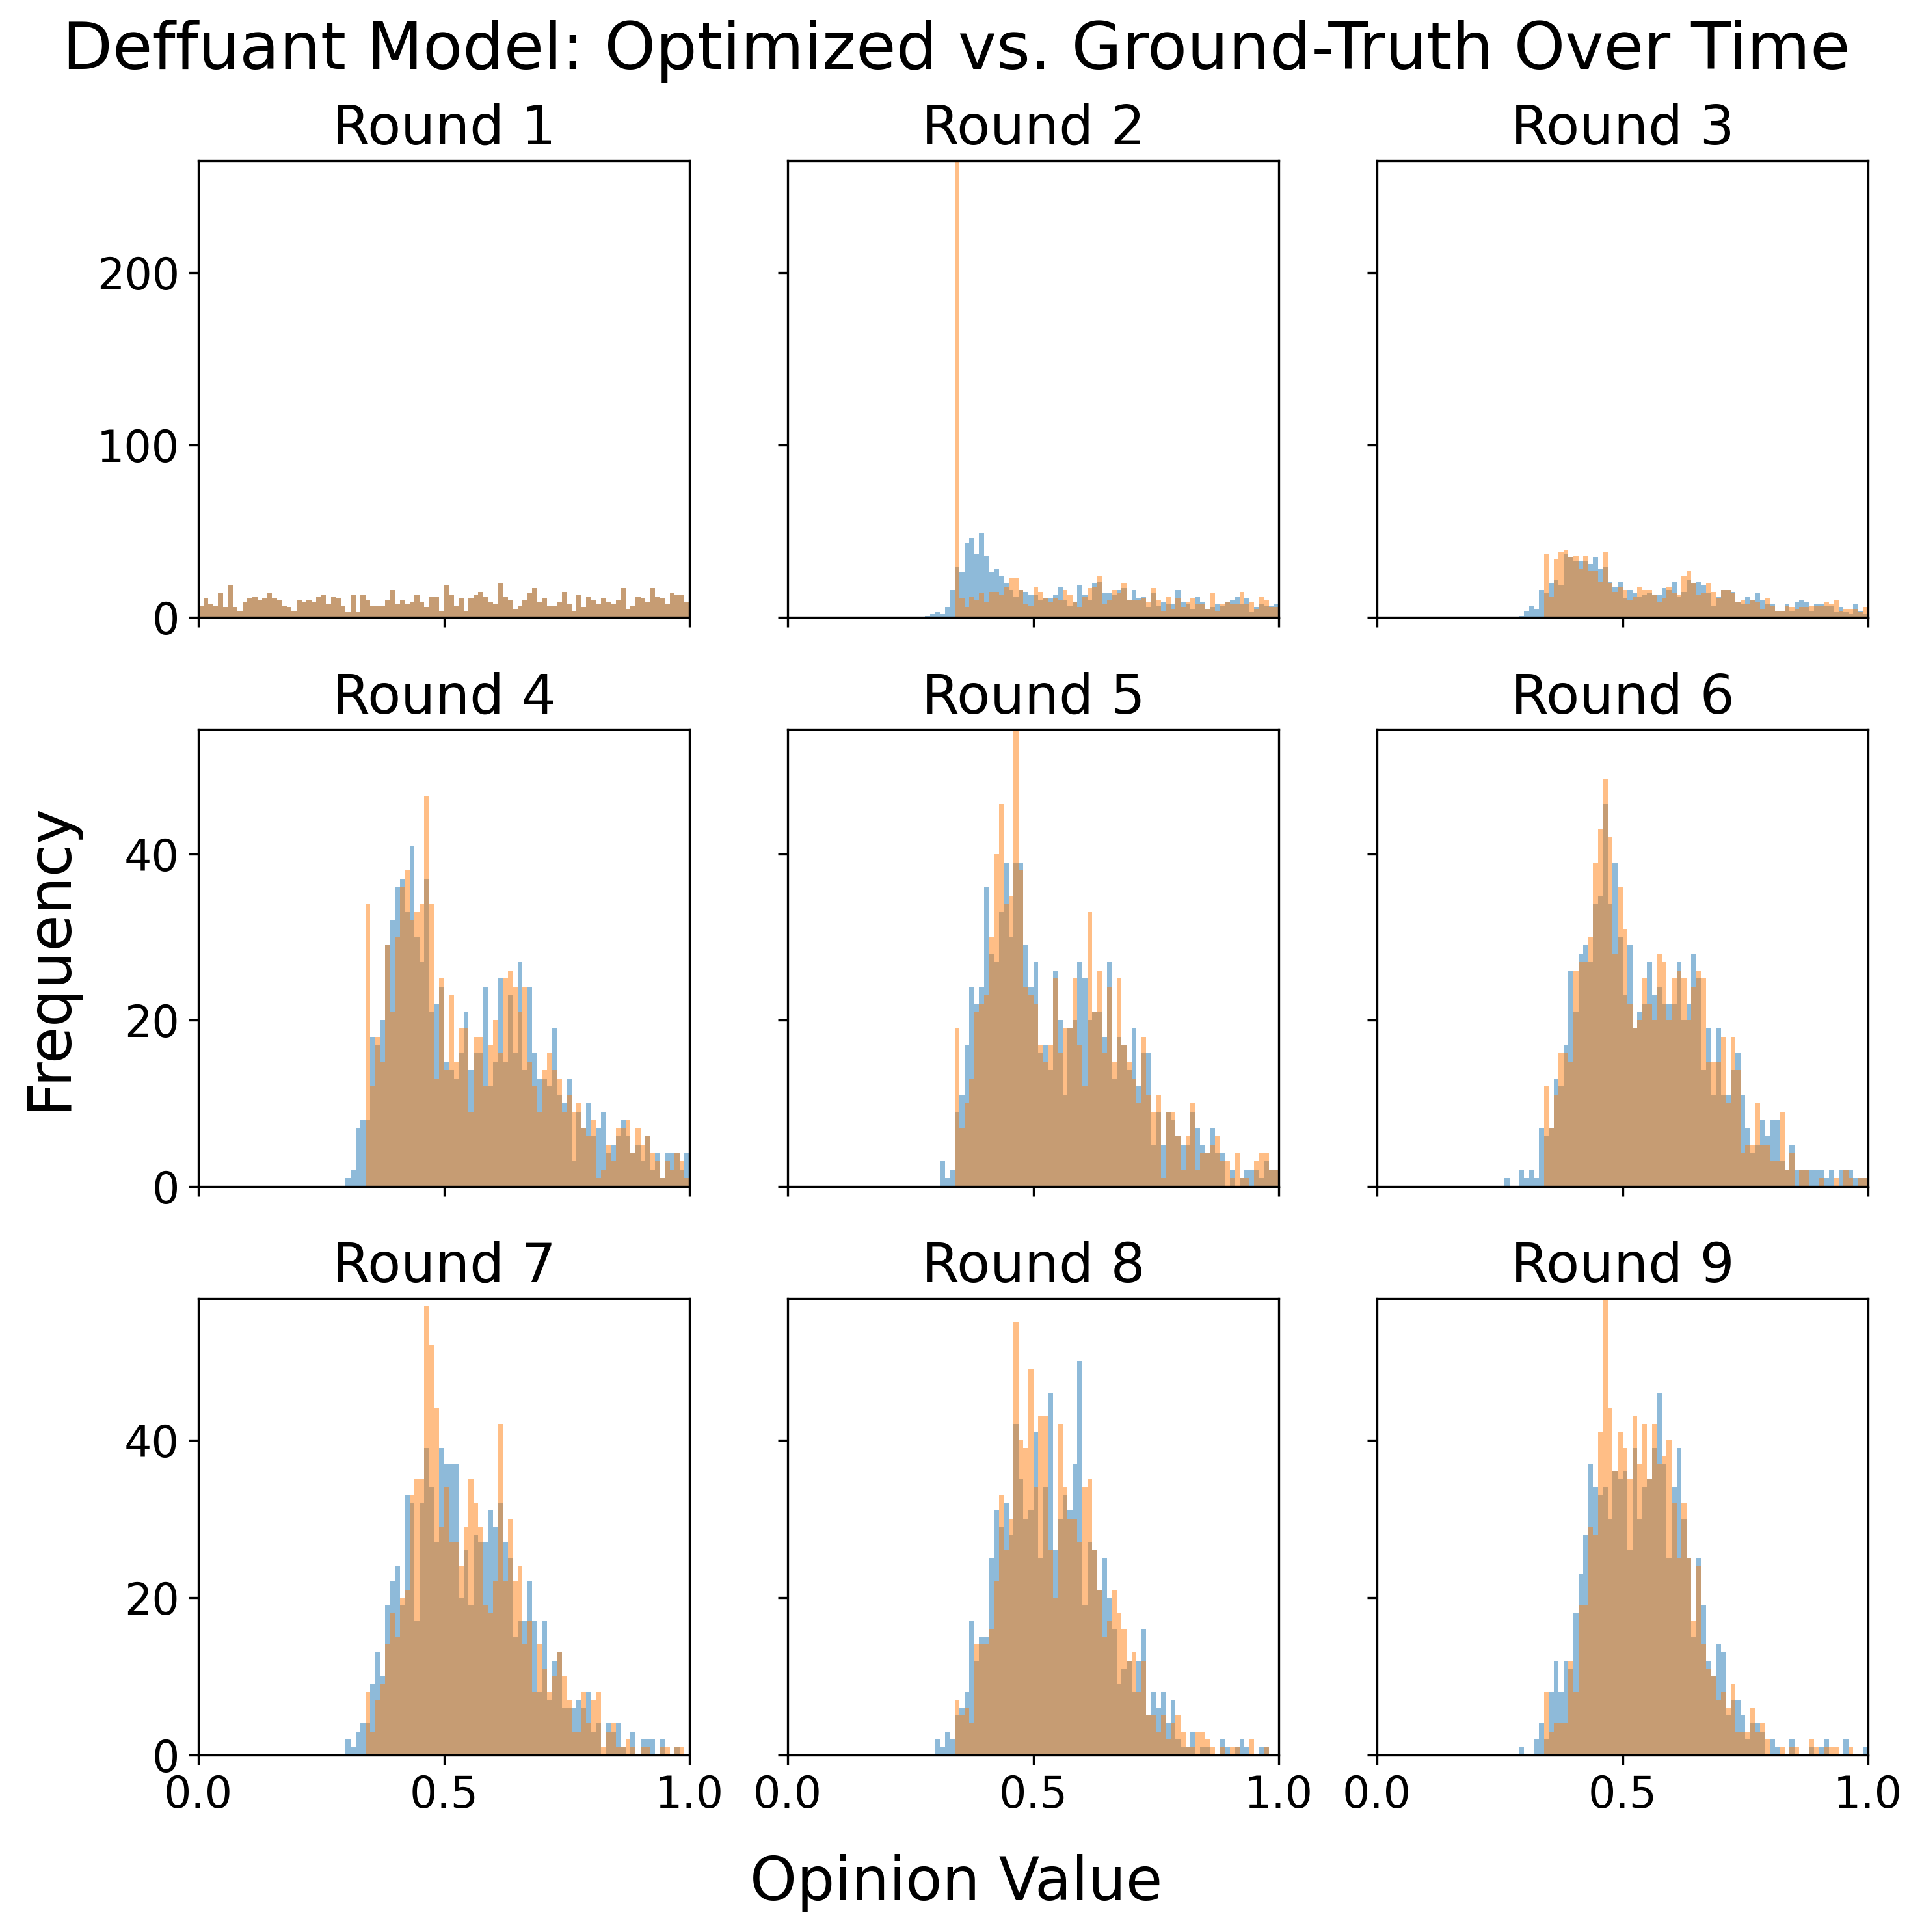 Deffuant Model: Optimized vs. Ground-Truth Over Time
Round 1
Round 2
Round 3
200
100
0
Round 4
Round 5
Round 6
Frequency
40
20
0
Round 7
Round 8
Round 9
40
20
0
0.0 0.5 1.0 0.0 0.5 1.0 0.0 0.5 1.0
Opinion Value